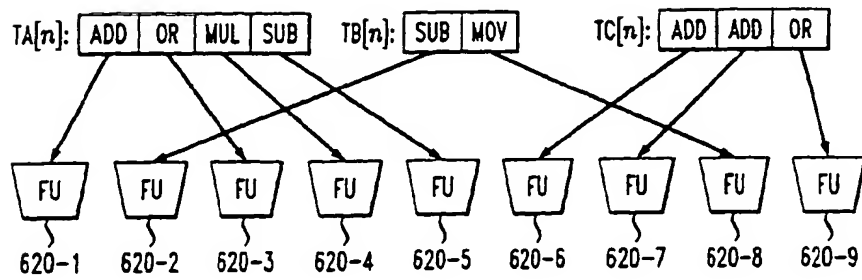 TA[n]: ADD OR MUL SUB TB[n]: SUB MOV TC[n]: ADD ADD OR
FU FU FU FU FU FU FU FU FU
620-1 620-2 620-3 620-4 620-5 620-6 620-7 620-8 620-9